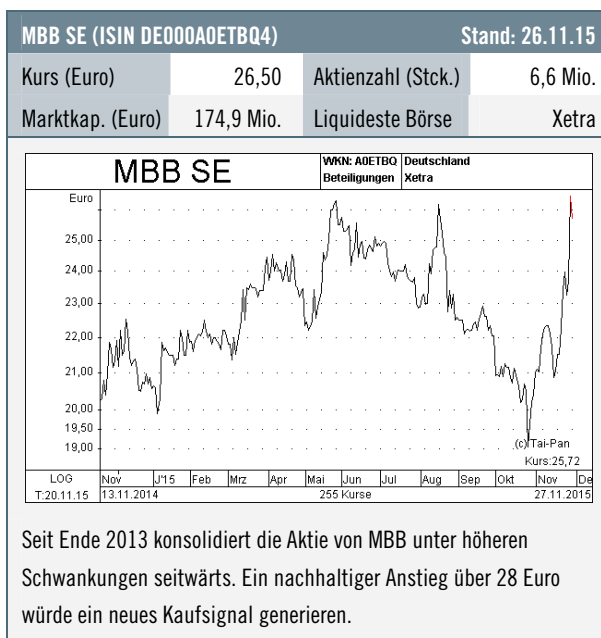 MBB SE (ISIN DE000A0ETBQ4) Stand: 26.11.15
Kurs (Euro) 26,50 Aktienzahl (Stck.) 6,6 Mio.
Marktkap. (Euro) 174,9 Mio. Liquideste Börse Xetra
MBB SE
WKN: A0ETBQ Deutschland
Beteiligungen Xetra
Euro
25,00
24,00
23,00
22,00
21,00
20,00
19,50
19,00
(c) Tai-Pan
Kurs:25,72
LOG Nov J'15 Feb Mrz Apr Mai Jun Jul Aug Sep Okt Nov De
T:20.11.15 13.11.2014 255 Kurse 27.11.2015
Seit Ende 2013 konsolidiert die Aktie von MBB unter höheren
Schwankungen seitwärts. Ein nachhaltiger Anstieg über 28 Euro
würde ein neues Kaufsignal generieren.